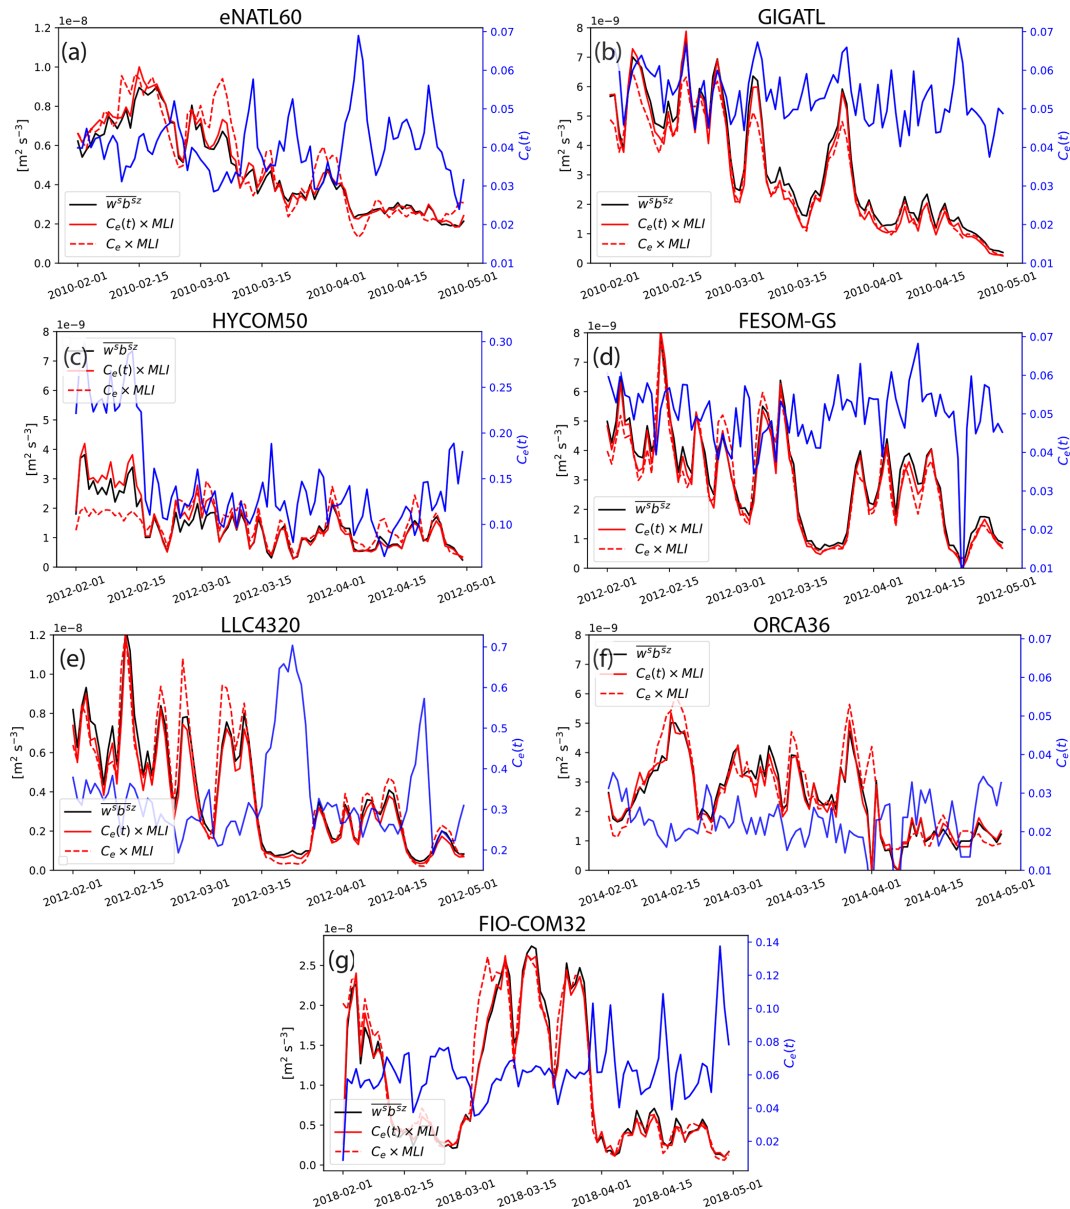 eNATL60
(a)
1e−8
1.2
1.0
0.8
0.6
0.4
0.2
0.0
[m² s⁻³]
0.07
0.06
0.05
0.04
0.03
0.02
0.01
Cₑ(t)
wˢbˢᶻ
Cₑ(t) × MLI
Cₑ × MLI
2010-02-01
2010-02-15
2010-03-01
2010-03-15
2010-04-01
2010-04-15
2010-05-01
GIGATL
(b)
1e−9
8
7
6
5
4
3
2
1
0
[m² s⁻³]
0.07
0.06
0.05
0.04
0.03
0.02
0.01
Cₑ(t)
wˢbˢᶻ
Cₑ(t) × MLI
Cₑ × MLI
2010-02-01
2010-02-15
2010-03-01
2010-03-15
2010-04-01
2010-04-15
2010-05-01
HYCOM50
(c)
1e−9
8
7
6
5
4
3
2
1
0
[m² s⁻³]
0.30
0.25
0.20
0.15
0.10
Cₑ(t)
wˢbˢᶻ
Cₑ(t) × MLI
Cₑ × MLI
2012-02-01
2012-02-15
2012-03-01
2012-03-15
2012-04-01
2012-04-15
2012-05-01
FESOM-GS
(d)
1e−9
8
7
6
5
4
3
2
1
0
[m² s⁻³]
0.07
0.06
0.05
0.04
0.03
0.02
0.01
Cₑ(t)
wˢbˢᶻ
Cₑ(t) × MLI
Cₑ × MLI
2012-02-01
2012-02-15
2012-03-01
2012-03-15
2012-04-01
2012-04-15
2012-05-01
LLC4320
(e)
1e−8
1.2
1.0
0.8
0.6
0.4
0.2
0.0
[m² s⁻³]
0.7
0.6
0.5
0.4
0.3
0.2
Cₑ(t)
wˢbˢᶻ
Cₑ(t) × MLI
Cₑ × MLI
2012-02-01
2012-02-15
2012-03-01
2012-03-15
2012-04-01
2012-04-15
2012-05-01
ORCA36
(f)
1e−9
8
7
6
5
4
3
2
1
0
[m² s⁻³]
0.07
0.06
0.05
0.04
0.03
0.02
0.01
Cₑ(t)
wˢbˢᶻ
Cₑ(t) × MLI
Cₑ × MLI
2014-02-01
2014-02-15
2014-03-01
2014-03-15
2014-04-01
2014-04-15
2014-05-01
FIO-COM32
(g)
1e−8
2.5
2.0
1.5
1.0
0.5
0.0
[m² s⁻³]
0.14
0.12
0.10
0.08
0.06
0.04
0.02
Cₑ(t)
wˢbˢᶻ
Cₑ(t) × MLI
Cₑ × MLI
2018-02-01
2018-02-15
2018-03-01
2018-03-15
2018-04-01
2018-04-15
2018-05-01